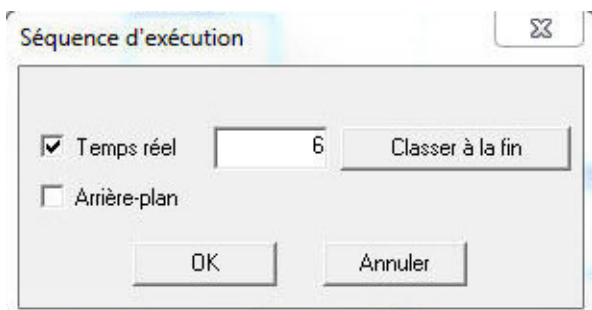 Séquence d'exécution
Temps réel 6 Classer à la fin
Arrière-plan
OK Annuler